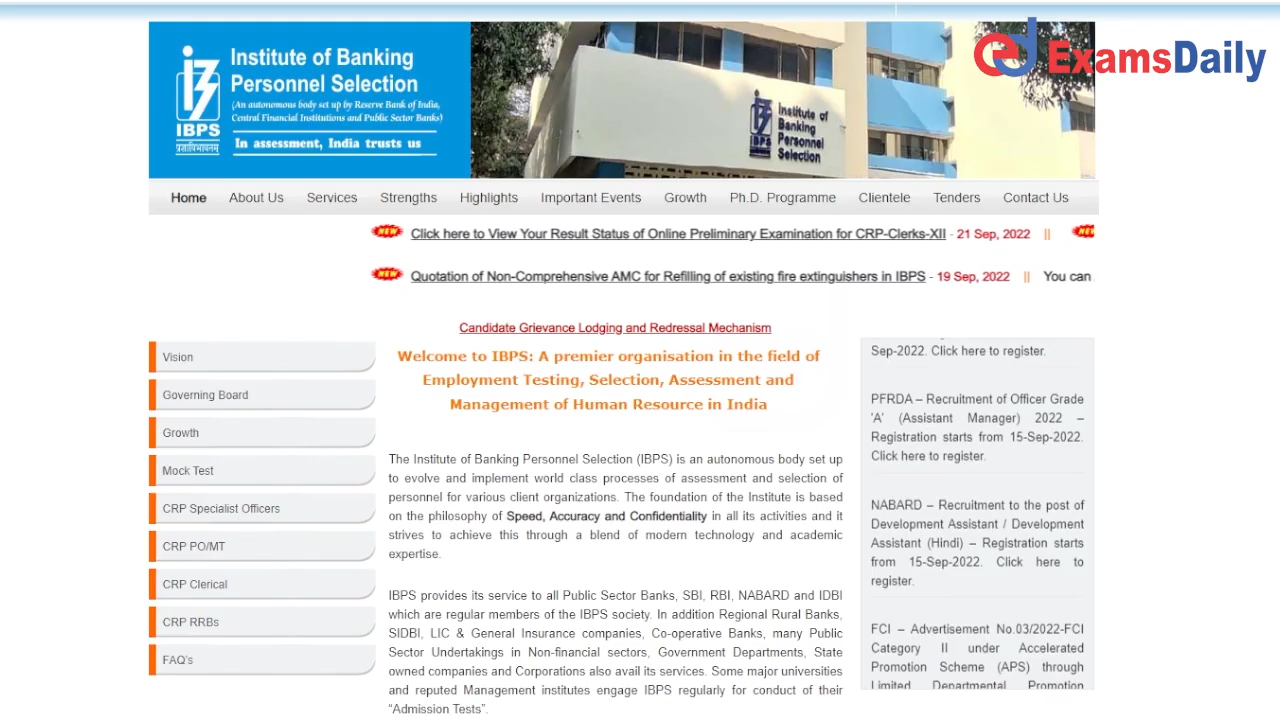 Institute of Banking
Personnel Selection
(An autonomous body set up by Reserve Bank of India,
Central Financial Institutions and Public Sector Banks)
IBPS
In assessment, India trusts us
Institute of
Banking
Personnel
Selection
IBPS
ExamsDaily
Home About Us Services Strengths Highlights Important Events Growth Ph.D. Programme Clientele Tenders Contact Us
NEW Click here to View Your Result Status of Online Preliminary Examination for CRP-Clerks-XII - 21 Sep, 2022 || NEW
NEW Quotation of Non-Comprehensive AMC for Refilling of existing fire extinguishers in IBPS - 19 Sep, 2022 || You can
Candidate Grievance Lodging and Redressal Mechanism
Vision
Governing Board
Growth
Mock Test
CRP Specialist Officers
CRP PO/MT
CRP Clerical
CRP RRBs
FAQ's
Welcome to IBPS: A premier organisation in the field of
Employment Testing, Selection, Assessment and
Management of Human Resource in India
The Institute of Banking Personnel Selection (IBPS) is an autonomous body set up
to evolve and implement world class processes of assessment and selection of
personnel for various client organizations. The foundation of the Institute is based
on the philosophy of Speed, Accuracy and Confidentiality in all its activities and it
strives to achieve this through a blend of modern technology and academic
expertise.
IBPS provides its service to all Public Sector Banks, SBI, RBI, NABARD and IDBI
which are regular members of the IBPS society. In addition Regional Rural Banks,
SIDBI, LIC & General Insurance companies, Co-operative Banks, many Public
Sector Undertakings in Non-financial sectors, Government Departments, State
owned companies and Corporations also avail its services. Some major universities
and reputed Management institutes engage IBPS regularly for conduct of their
“Admission Tests”.
Sep-2022. Click here to register.
PFRDA – Recruitment of Officer Grade
'A' (Assistant Manager) 2022 –
Registration starts from 15-Sep-2022.
Click here to register.
NABARD – Recruitment to the post of
Development Assistant / Development
Assistant (Hindi) – Registration starts
from 15-Sep-2022. Click here to
register.
FCI – Advertisement No.03/2022-FCI
Category II under Accelerated
Promotion Scheme (APS) through
Limited Departmental Promotion